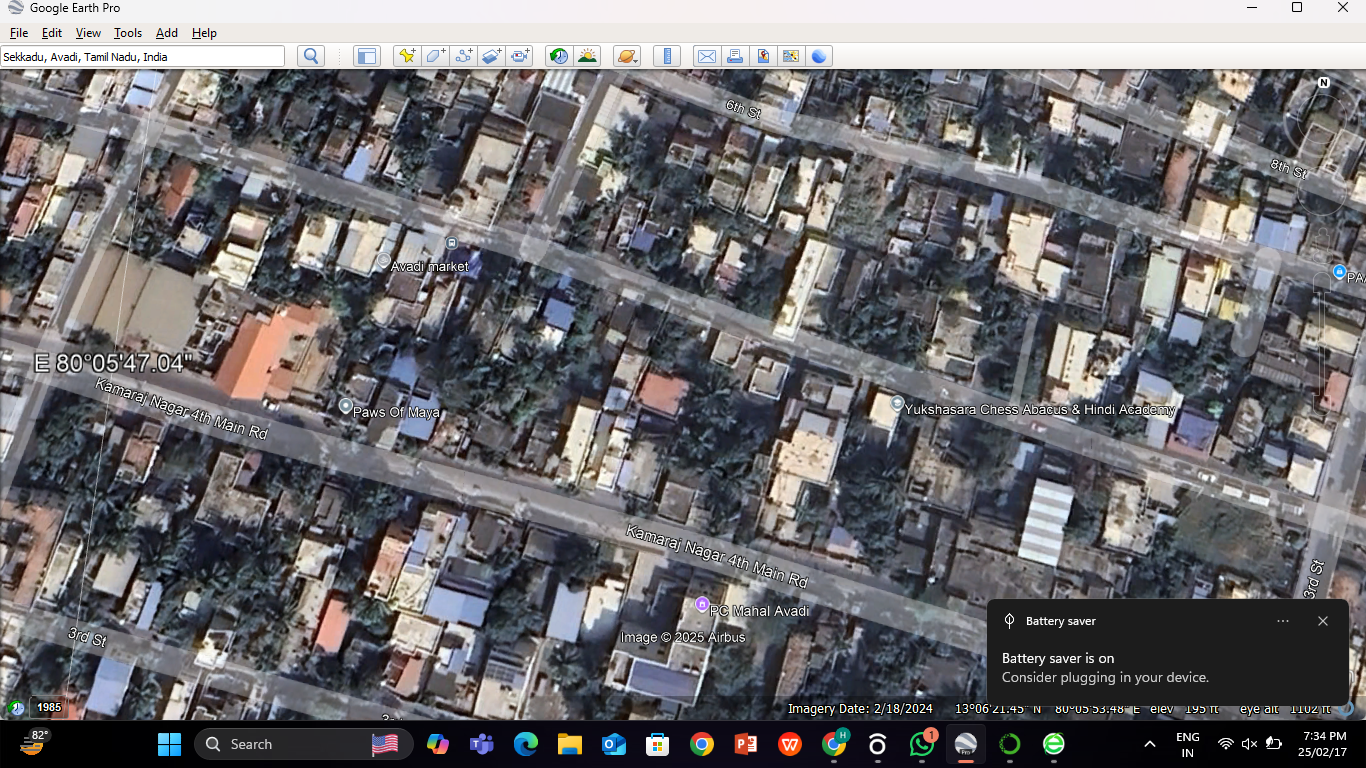 Google Earth Pro
File Edit View Tools Add Help
Sekkadu, Avadi, Tamil Nadu, India
N
6th St
8th St
Avadi market
PAA
E 80°05'47.04"
Kamaraj Nagar 4th Main Rd
Paws Of Maya
Yukshasara Chess Abacus & Hindi Academy
Kamaraj Nagar 4th Main Rd
3rd St
PC Mahal Avadi
Image © 2025 Airbus
3rd St
Battery saver
Battery saver is on
Consider plugging in your device.
1985
Imagery Date: 2/18/2024 13°06'21.45" N 80°05'53.48" E elev 195 ft eye alt 1102 ft
82°
Search
H
1
Pro
ENG
IN
7:34 PM
25/02/17